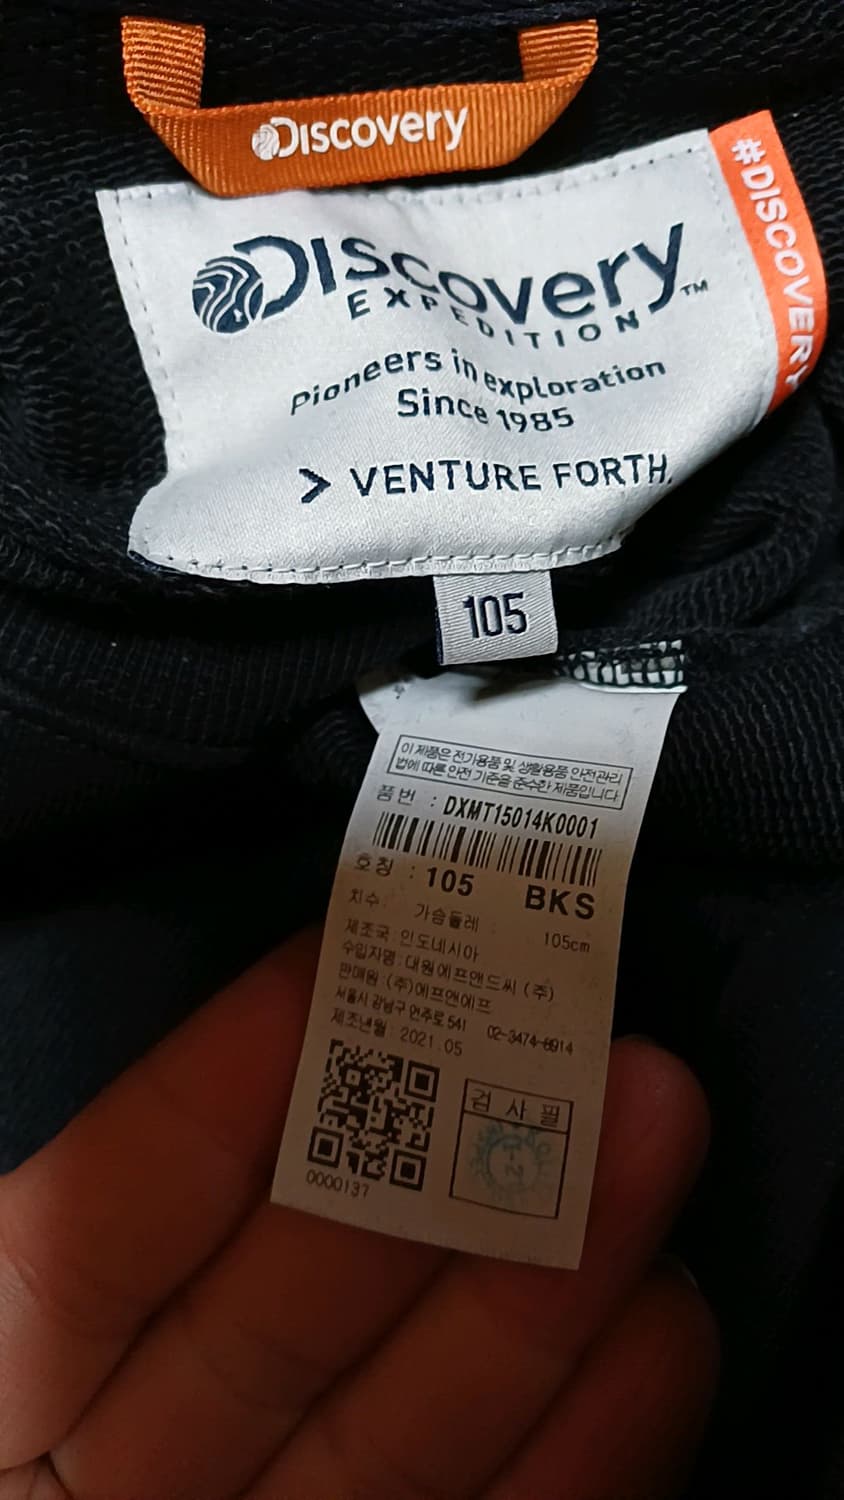 Discovery
#DISCOVERY
Discovery
EXPEDITION™
Pioneers in exploration
Since 1985
> VENTURE FORTH.
105
이 제품은 전기용품 및 생활용품 안전관리
법에 따른 안전 기준을 준수한 제품입니다.
품번 : DXMT15014K0001
호칭 : 105 BKS
치수 가슴둘레 : 105cm
제조국 : 인도네시아
수입자명 : 대원에프앤드씨 (주)
판매원 : (주)에프앤에프
서울시 강남구 언주로 541 02-3474-8914
제조년월 : 2021.05
검사필
0000137